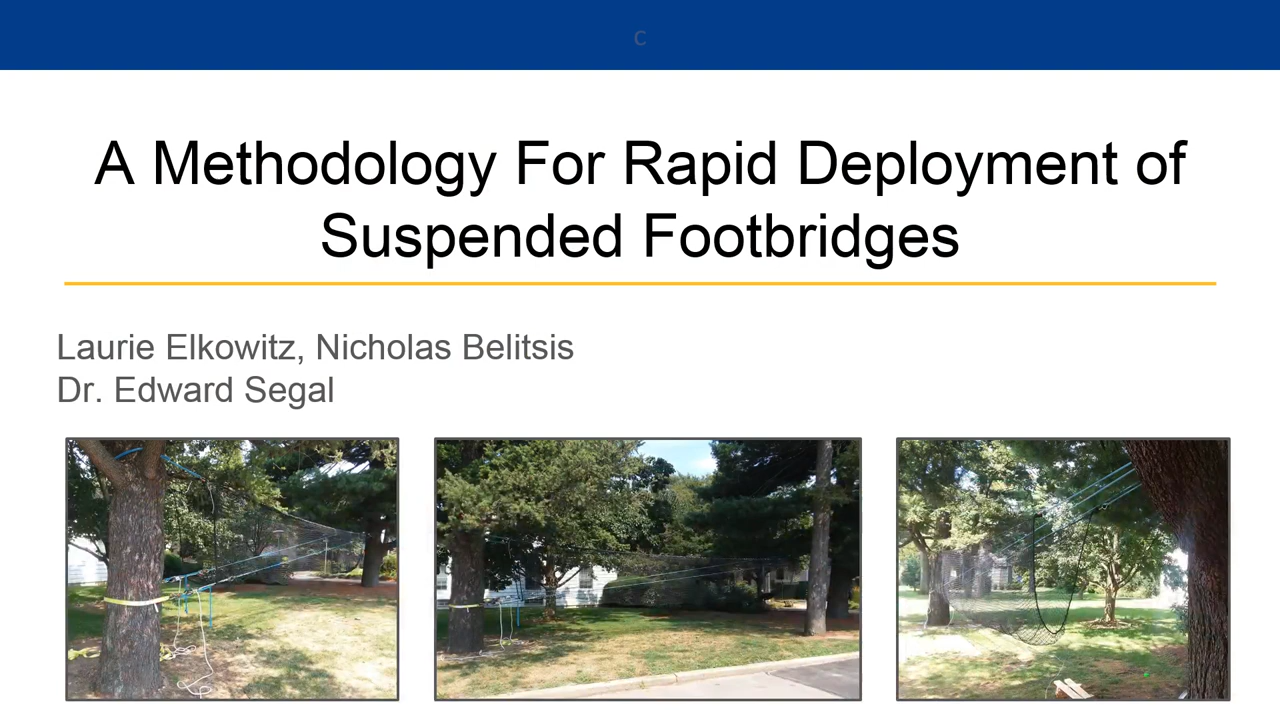 c
A Methodology For Rapid Deployment of
Suspended Footbridges
Laurie Elkowitz, Nicholas Belitsis
Dr. Edward Segal